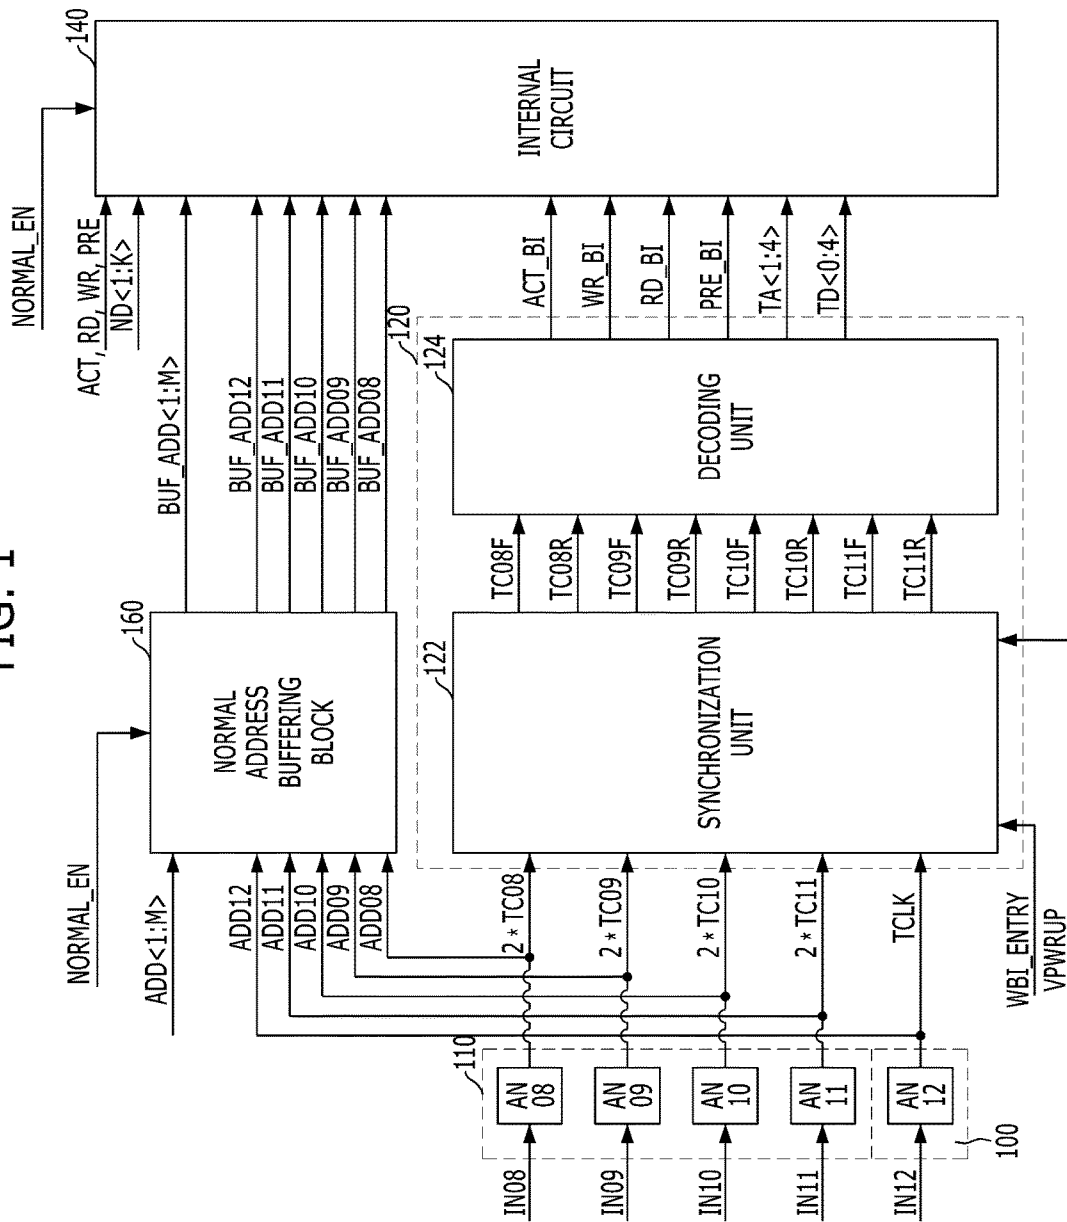 FIG. 1
NORMAL_EN
140
INTERNAL
CIRCUIT
ACT, RD, WR, PRE
ND<1:K>
BUF_ADD<1:M>
BUF_ADD12
BUF_ADD11
BUF_ADD10
BUF_ADD09
BUF_ADD08
NORMAL_EN
160
NORMAL
ADDRESS
BUFFERING
BLOCK
ADD<1:M>
ADD12
ADD11
ADD10
ADD09
ADD08
120
124
DECODING
UNIT
ACT_BI
WR_BI
RD_BI
PRE_BI
TA<1:4>
TD<0:4>
122
SYNCHRONIZATION
UNIT
TC08F
TC08R
TC09F
TC09R
TC10F
TC10R
TC11F
TC11R
2*TC08
2*TC09
2*TC10
2*TC11
TCLK
WBI_ENTRY
VPWRUP
110
AN
08
AN
09
AN
10
AN
11
AN
12
100
IN08
IN09
IN10
IN11
IN12